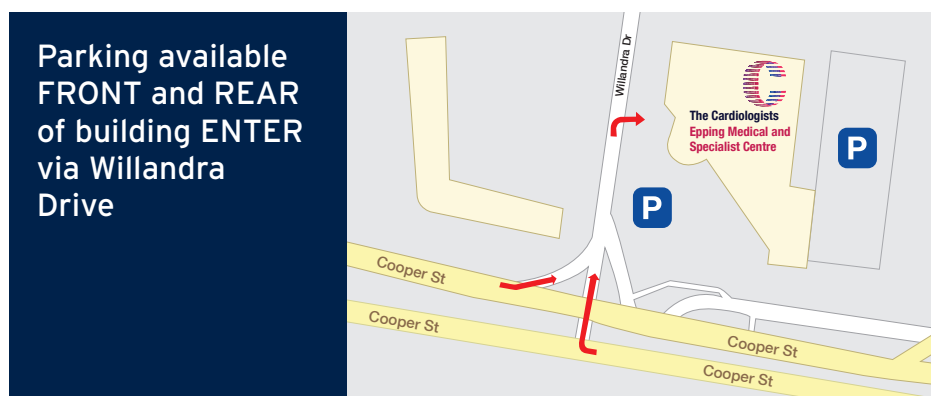 Parking available
FRONT and REAR
of building ENTER
via Willandra
Drive
Willandra Dr
C
The Cardiologists
Epping Medical and
Specialist Centre
P
P
Cooper St
Cooper St
Cooper St
Cooper St